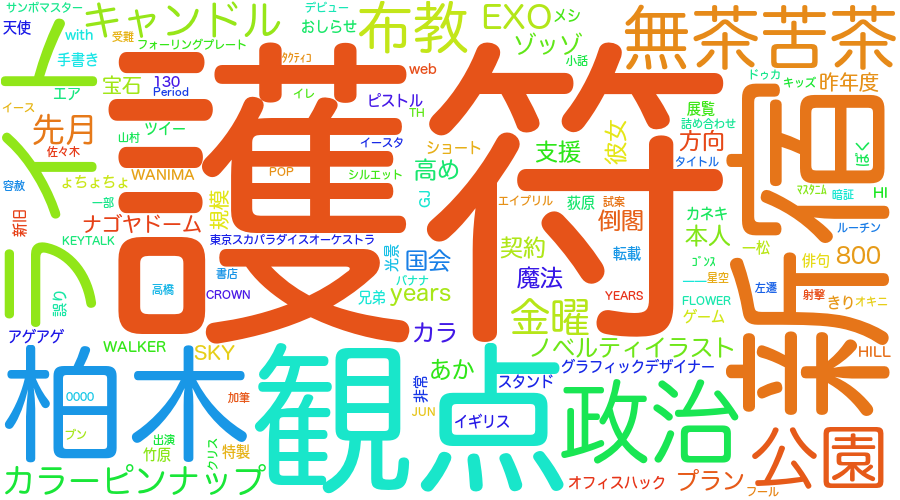 サンボマスター
キャンドル
デビュー
おしらせ
布教
EXO
メシ
無茶苦茶
天使
with
受難
フォーリングプレート
タクティコ
ゾッゾ
小話
手書き
エア
宝石
130
Period
web
ドゥカ
キッズ
昨年度
イース
ライト
先月
ツイー
イレ
ピストル
TH
彼女
展覧
詰め合わせ
佐々木
山村
護符
イースタ
ショート
支援
方向
新宿
ぼく
容赦
ょちょちょ
WANIMA
POP
シルエット
高め
タイトル
一部
規模
GJ
エイプリル
荻原
試案
マスタニム
暗証
HI
新旧
ナゴヤドーム
倒閣
カネキ
ルーチン
KEYTALK
東京スカパラダイスオーケストラ
光景
国会
契約
転載
本人
一松
書店
バナナ
魔法
ゴンス
俳句
800
誤り
高橋
CROWN
兄弟
years
YEARS
星空
左遷
射撃
きり
オキニ
FLOWER
ゲーム
アゲアゲ
カラ
金曜
WALKER
SKY
ノベルティイラスト
HILL
柏木
観点
あか
グラフィックデザイナー
0000
加筆
非常
スタンド
政治
JUN
イギリス
ブン
出演
竹原
クリス
特製
公園
カラーピンナップ
オフィスハック
プラン
フール